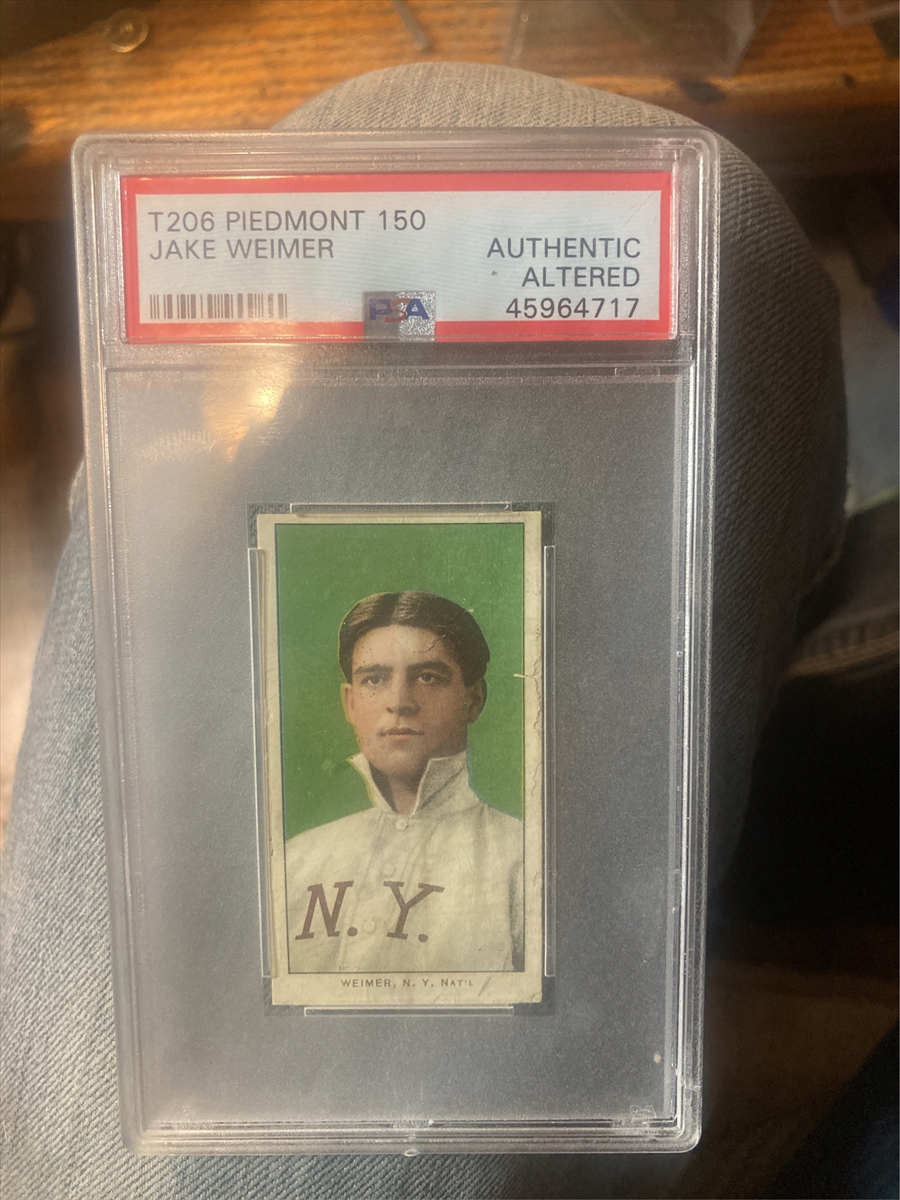 T206 PIEDMONT 150
JAKE WEIMER
AUTHENTIC
ALTERED
45964717
PSA
N. Y.
WEIMER, N. Y. NAT'L